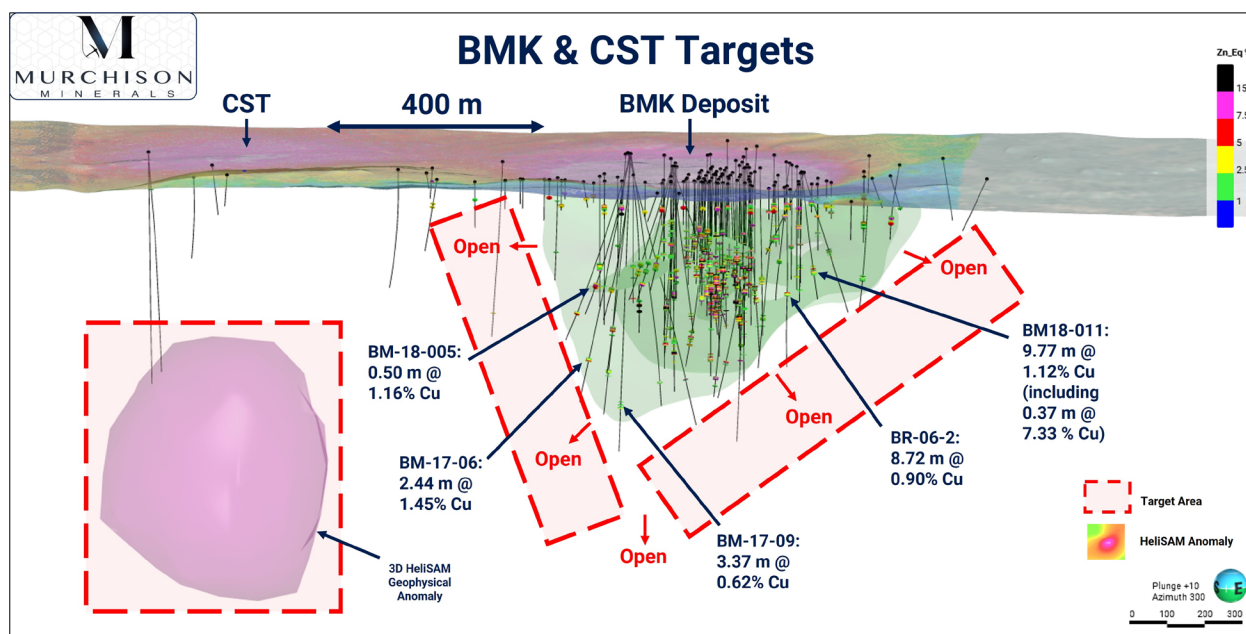 MURCHISON
MINERALS
BMK & CST Targets
CST
400 m
BMK Deposit
Zn_Eq
15
7.5
5
2.5
1
Open
Open
Open
Open
Open
BM-18-005:
0.50 m @
1.16% Cu
BM-17-06:
2.44 m @
1.45% Cu
BM-17-09:
3.37 m @
0.62% Cu
BR-06-2:
8.72 m @
0.90% Cu
BM18-011:
9.77 m @
1.12% Cu
(including
0.37 m @
7.33 % Cu)
3D HeliSAM
Geophysical
Anomaly
Target Area
HeliSAM Anomaly
Plunge +10
Azimuth 300
S E
0 100 200 300